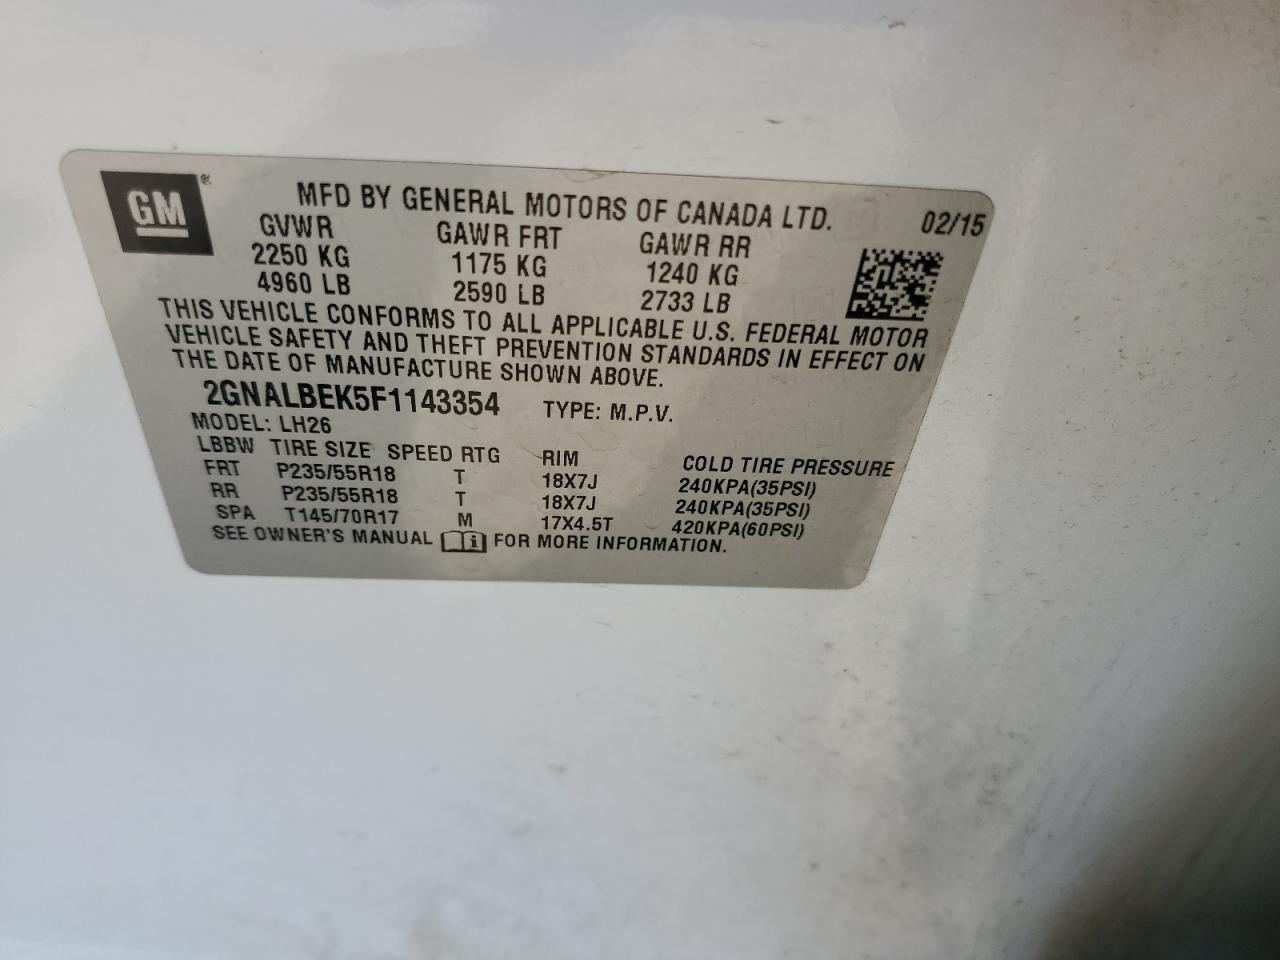 GM® MFD BY GENERAL MOTORS OF CANADA LTD. 02/15
GVWR GAWR FRT GAWR RR
2250 KG 1175 KG 1240 KG
4960 LB 2590 LB 2733 LB
THIS VEHICLE CONFORMS TO ALL APPLICABLE U.S. FEDERAL MOTOR
VEHICLE SAFETY AND THEFT PREVENTION STANDARDS IN EFFECT ON
THE DATE OF MANUFACTURE SHOWN ABOVE.
2GNALBEK5F1143354 TYPE: M.P.V.
MODEL: LH26
LBBW TIRE SIZE SPEED RTG RIM COLD TIRE PRESSURE
FRT P235/55R18 T 18X7J 240KPA(35PSI)
RR P235/55R18 T 18X7J 240KPA(35PSI)
SPA T145/70R17 M 17X4.5T 420KPA(60PSI)
SEE OWNER'S MANUAL i FOR MORE INFORMATION.